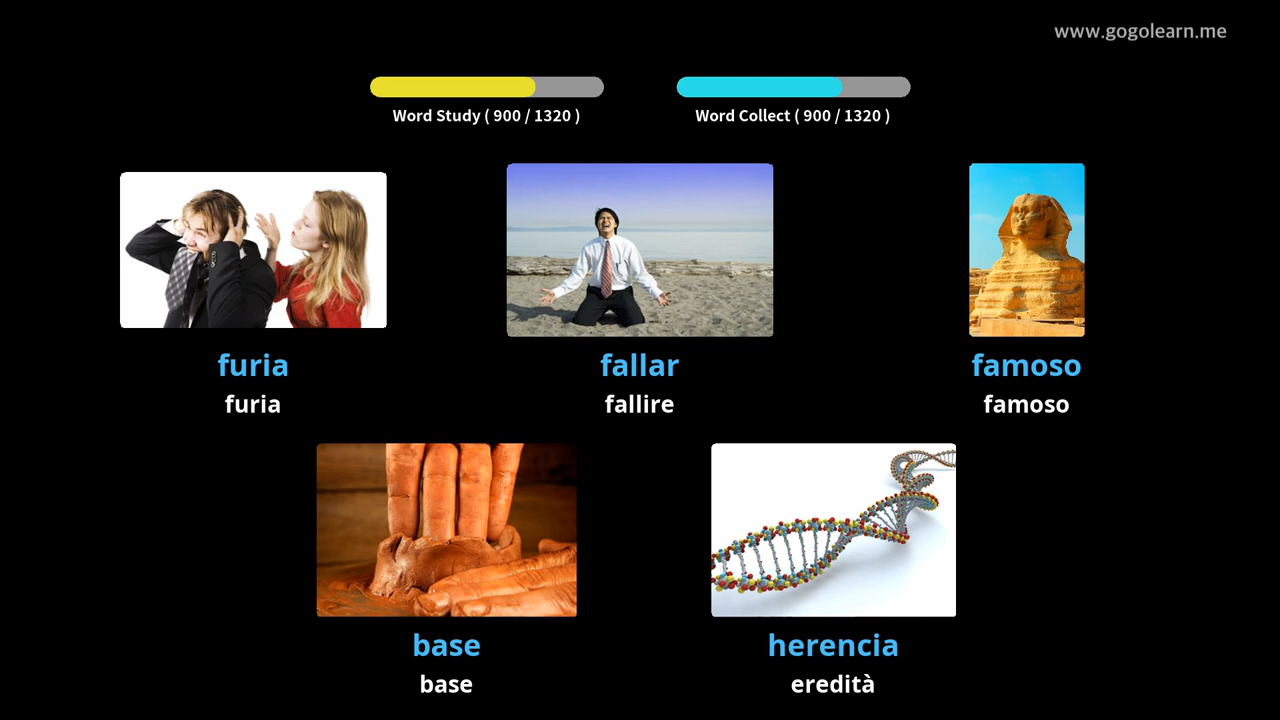 www.gogolearn.me
Word Study ( 900 / 1320 )
Word Collect ( 900 / 1320 )
furia
furia
fallar
fallire
famoso
famoso
base
base
herencia
eredità